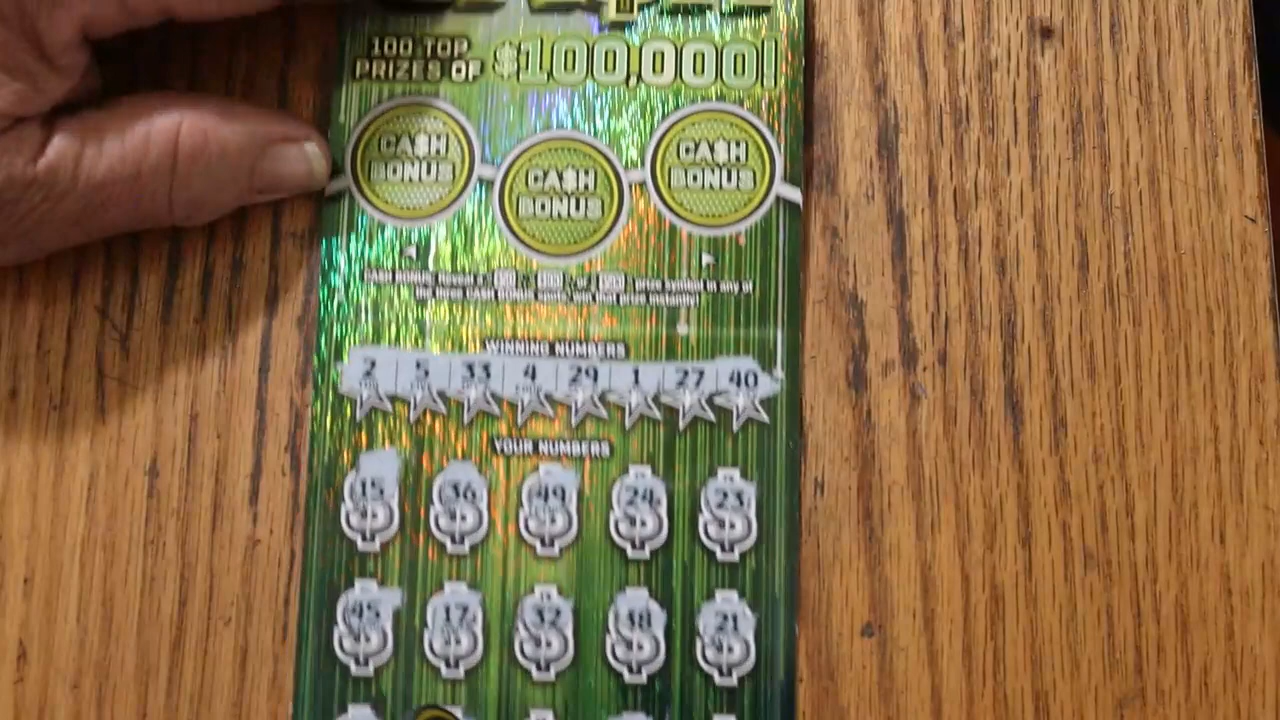 100 TOP
PRIZES OF $100,000!
CA$H
BONUS
CA$H
BONUS
CA$H
BONUS
WINNING NUMBERS
2 5 33 4 29 1 27 40
YOUR NUMBERS
15 36 49 24 23
45 17 32 38 21